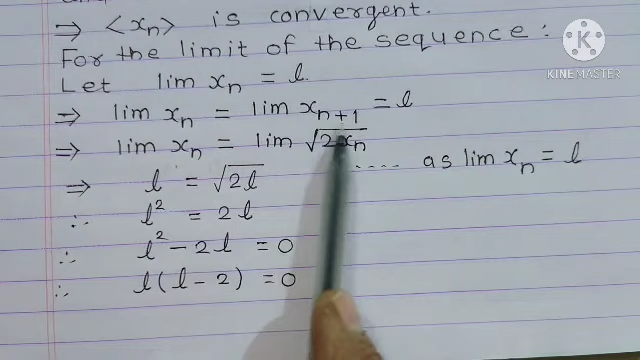 ⇒ <xn> is convergent.
For the limit of the sequence:
Let lim xn = l.
⇒ lim xn = lim xn+1 = l
⇒ lim xn = lim √2xn
⇒ l = √2l .... as lim xn = l
∴ l² = 2l
∴ l² - 2l = 0
∴ l(l-2) = 0
KINEMASTER